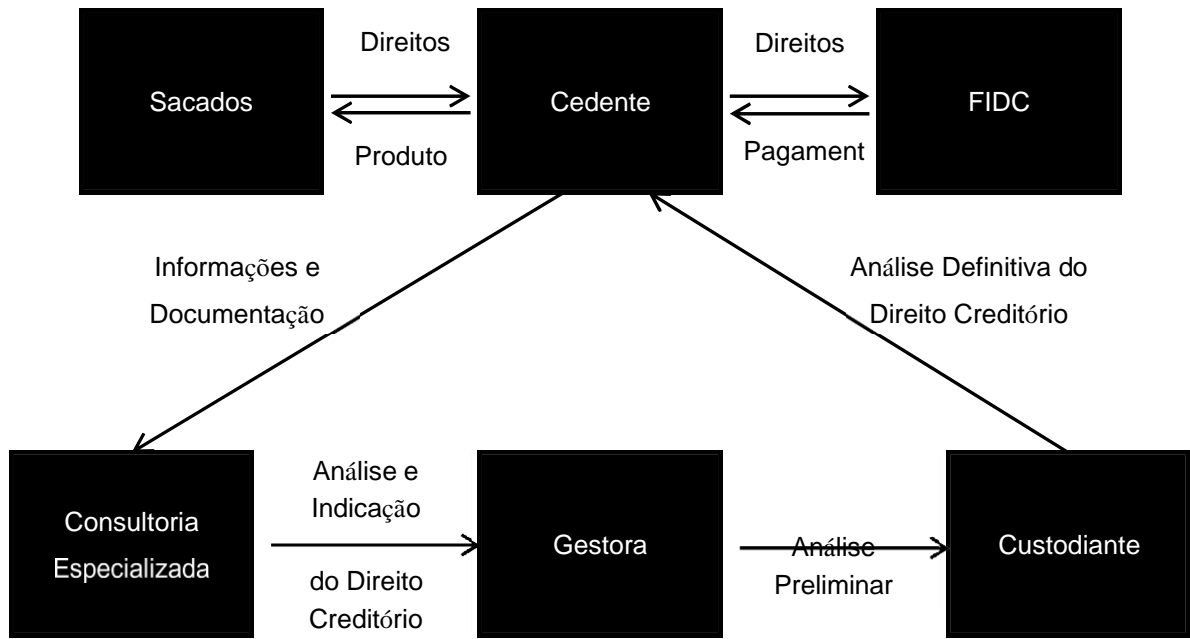 Direitos
Direitos
Sacados
Cedente
FIDC
Produto
Pagament
Informações e
Documentação
Análise Definitiva do
Direito Creditório
Análise e
Indicação
do Direito
Creditório
Consultoria
Especializada
Gestora
Análise
Preliminar
Custodiante